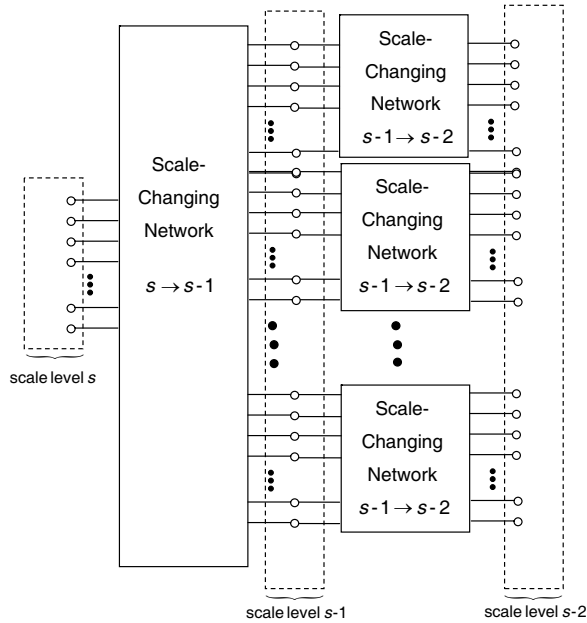 Scale-
Changing
Network
s-1→s-2
Scale-
Changing
Network
s→s-1
Scale-
Changing
Network
s-1→s-2
scale level s
Scale-
Changing
Network
s-1→s-2
scale level s-1
scale level s-2